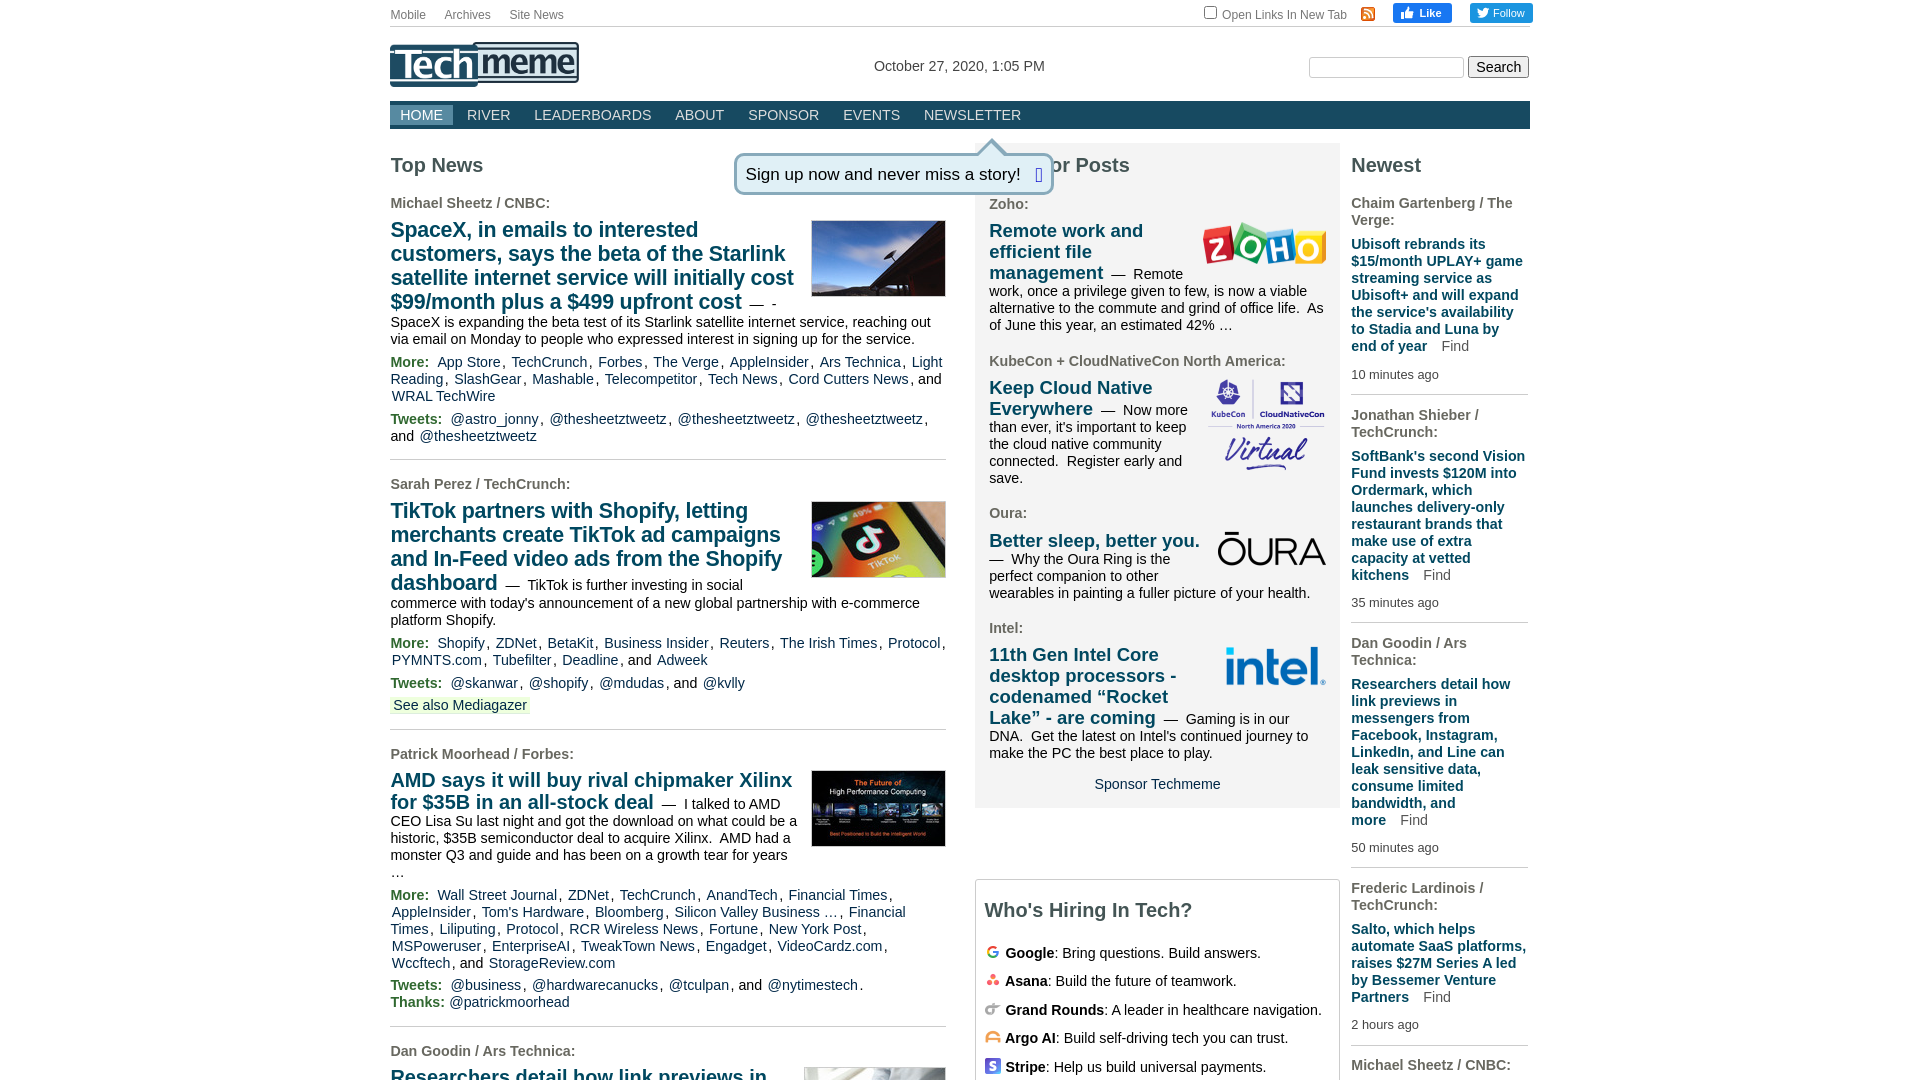 Mobile Archives Site News
Open Links In New Tab
Like
Follow
Techmeme
October 27, 2020, 1:05 PM
Search
HOME RIVER LEADERBOARDS ABOUT SPONSOR EVENTS NEWSLETTER
Sign up now and never miss a story!
Top News
Michael Sheetz / CNBC:
SpaceX, in emails to interested
customers, says the beta of the Starlink
satellite internet service will initially cost
$99/month plus a $499 upfront cost — -
SpaceX is expanding the beta test of its Starlink satellite internet service, reaching out
via email on Monday to people who expressed interest in signing up for the service.
More: App Store, TechCrunch, Forbes, The Verge, AppleInsider, Ars Technica, Light
Reading, SlashGear, Mashable, Telecompetitor, Tech News, Cord Cutters News, and
WRAL TechWire
Tweets: @astro_jonny, @thesheetztweetz, @thesheetztweetz, @thesheetztweetz,
and @thesheetztweetz
Sarah Perez / TechCrunch:
TikTok partners with Shopify, letting
merchants create TikTok ad campaigns
and In-Feed video ads from the Shopify
dashboard — TikTok is further investing in social
commerce with today's announcement of a new global partnership with e-commerce
platform Shopify.
49%
TikTok
More: Shopify, ZDNet, BetaKit, Business Insider, Reuters, The Irish Times, Protocol,
PYMNTS.com, Tubefilter, Deadline, and Adweek
Tweets: @skanwar, @shopify, @mdudas, and @kvlly
See also Mediagazer
Patrick Moorhead / Forbes:
AMD says it will buy rival chipmaker Xilinx
for $35B in an all-stock deal — I talked to AMD
CEO Lisa Su last night and got the download on what could be a
historic, $35B semiconductor deal to acquire Xilinx. AMD had a
monster Q3 and guide and has been on a growth tear for years
…
The Future of
High Performance Computing
Best Positioned to Build the Intelligent World
More: Wall Street Journal, ZDNet, TechCrunch, AnandTech, Financial Times,
AppleInsider, Tom's Hardware, Bloomberg, Silicon Valley Business …, Financial
Times, Liliputing, Protocol, RCR Wireless News, Fortune, New York Post,
MSPoweruser, EnterpriseAI, TweakTown News, Engadget, VideoCardz.com,
Wccftech, and StorageReview.com
Tweets: @business, @hardwarecanucks, @tculpan, and @nytimestech.
Thanks: @patrickmoorhead
Dan Goodin / Ars Technica:
Researchers detail how link previews in
or Posts
Zoho:
Remote work and
efficient file
management — Remote
work, once a privilege given to few, is now a viable
alternative to the commute and grind of office life. As
of June this year, an estimated 42% …
ZOHO
KubeCon + CloudNativeCon North America:
Keep Cloud Native
Everywhere — Now more
than ever, it's important to keep
the cloud native community
connected. Register early and
save.
KubeCon CloudNativeCon
North America 2020
Virtual
Oura:
Better sleep, better you.
— Why the Oura Ring is the
perfect companion to other
wearables in painting a fuller picture of your health.
ŌURA
Intel:
11th Gen Intel Core
desktop processors -
codenamed “Rocket
Lake” - are coming — Gaming is in our
DNA. Get the latest on Intel's continued journey to
make the PC the best place to play.
intel.
Sponsor Techmeme
Who's Hiring In Tech?
Google: Bring questions. Build answers.
Asana: Build the future of teamwork.
Grand Rounds: A leader in healthcare navigation.
Argo AI: Build self-driving tech you can trust.
Stripe: Help us build universal payments.
Newest
Chaim Gartenberg / The
Verge:
Ubisoft rebrands its
$15/month UPLAY+ game
streaming service as
Ubisoft+ and will expand
the service's availability
to Stadia and Luna by
end of year Find
10 minutes ago
Jonathan Shieber /
TechCrunch:
SoftBank's second Vision
Fund invests $120M into
Ordermark, which
launches delivery-only
restaurant brands that
make use of extra
capacity at vetted
kitchens Find
35 minutes ago
Dan Goodin / Ars
Technica:
Researchers detail how
link previews in
messengers from
Facebook, Instagram,
LinkedIn, and Line can
leak sensitive data,
consume limited
bandwidth, and
more Find
50 minutes ago
Frederic Lardinois /
TechCrunch:
Salto, which helps
automate SaaS platforms,
raises $27M Series A led
by Bessemer Venture
Partners Find
2 hours ago
Michael Sheetz / CNBC: